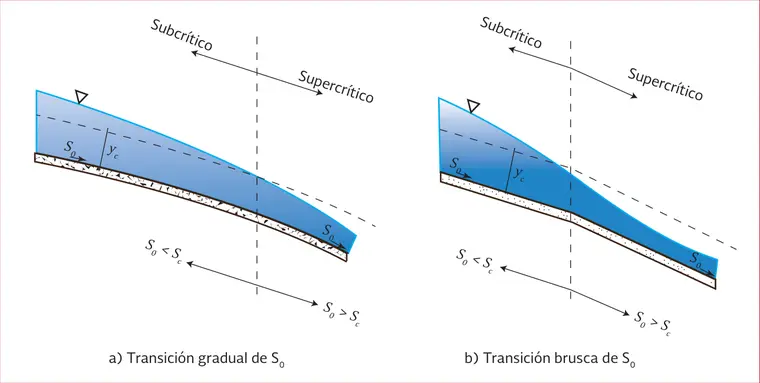 Subcrítico
Supercrítico
S0
yc
S0
S0 < Sc
S0 > Sc
a) Transición gradual de S0
Subcrítico
Supercrítico
S0
yc
S0
S0 < Sc
S0 > Sc
b) Transición brusca de S0